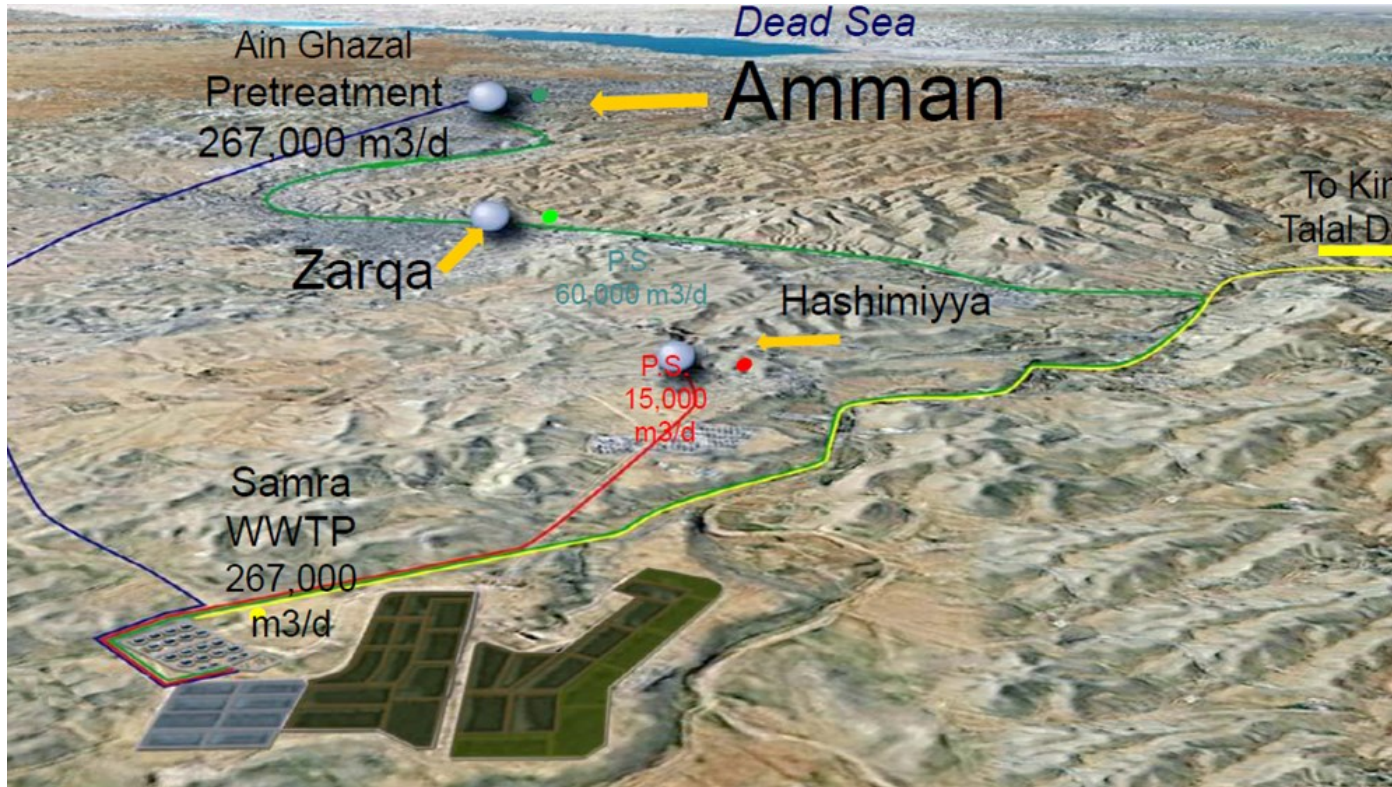 Dead Sea
Ain Ghazal
Pretreatment
267,000 m3/d
Amman
To Kin
Talal D
Zarqa
P.S.
60,000 m3/d
Hashimiyya
P.S.
15,000
m3/d
Samra
WWTP
267,000
m3/d